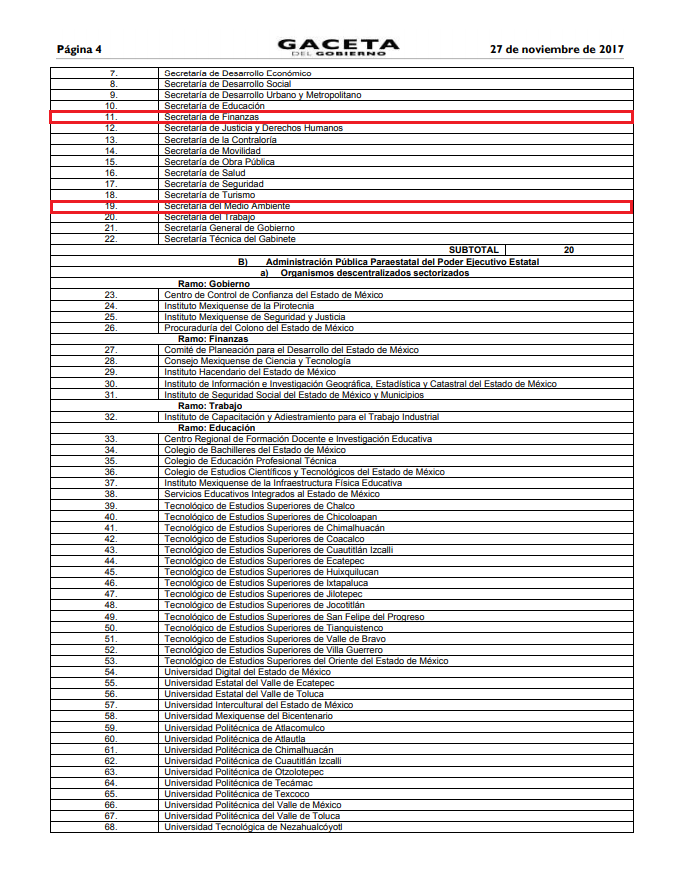 Página 4
GACETA
DEL GOBIERNO
27 de noviembre de 2017
7. Secretaría de Desarrollo Económico
8. Secretaría de Desarrollo Social
9. Secretaría de Desarrollo Urbano y Metropolitano
10. Secretaría de Educación
11. Secretaría de Finanzas
12. Secretaría de Justicia y Derechos Humanos
13. Secretaría de la Contraloría
14. Secretaría de Movilidad
15. Secretaría de Obra Pública
16. Secretaría de Salud
17. Secretaría de Seguridad
18. Secretaría de Turismo
19. Secretaría del Medio Ambiente
20. Secretaría del Trabajo
21. Secretaría General de Gobierno
22. Secretaría Técnica del Gabinete
SUBTOTAL 20
B) Administración Pública Paraestatal del Poder Ejecutivo Estatal
a) Organismos descentralizados sectorizados
Ramo: Gobierno
23. Centro de Control de Confianza del Estado de México
24. Instituto Mexiquense de la Pirotecnia
25. Instituto Mexiquense de Seguridad y Justicia
26. Procuraduría del Colono del Estado de México
Ramo: Finanzas
27. Comité de Planeación para el Desarrollo del Estado de México
28. Consejo Mexiquense de Ciencia y Tecnología
29. Instituto Hacendario del Estado de México
30. Instituto de Información e Investigación Geográfica, Estadística y Catastral del Estado de México
31. Instituto de Seguridad Social del Estado de México y Municipios
Ramo: Trabajo
32. Instituto de Capacitación y Adiestramiento para el Trabajo Industrial
Ramo: Educación
33. Centro Regional de Formación Docente e Investigación Educativa
34. Colegio de Bachilleres del Estado de México
35. Colegio de Educación Profesional Técnica
36. Colegio de Estudios Científicos y Tecnológicos del Estado de México
37. Instituto Mexiquense de la Infraestructura Física Educativa
38. Servicios Educativos Integrados al Estado de México
39. Tecnológico de Estudios Superiores de Chalco
40. Tecnológico de Estudios Superiores de Chicoloapan
41. Tecnológico de Estudios Superiores de Chimalhuacán
42. Tecnológico de Estudios Superiores de Coacalco
43. Tecnológico de Estudios Superiores de Cuautitlán Izcalli
44. Tecnológico de Estudios Superiores de Ecatepec
45. Tecnológico de Estudios Superiores de Huixquilucan
46. Tecnológico de Estudios Superiores de Ixtapaluca
47. Tecnológico de Estudios Superiores de Jilotepec
48. Tecnológico de Estudios Superiores de Jocotitlán
49. Tecnológico de Estudios Superiores de San Felipe del Progreso
50. Tecnológico de Estudios Superiores de Tianguistenco
51. Tecnológico de Estudios Superiores de Valle de Bravo
52. Tecnológico de Estudios Superiores de Villa Guerrero
53. Tecnológico de Estudios Superiores del Oriente del Estado de México
54. Universidad Digital del Estado de México
55. Universidad Estatal del Valle de Ecatepec
56. Universidad Estatal del Valle de Toluca
57. Universidad Intercultural del Estado de México
58. Universidad Mexiquense del Bicentenario
59. Universidad Politécnica de Atlacomulco
60. Universidad Politécnica de Atlautla
61. Universidad Politécnica de Chimalhuacán
62. Universidad Politécnica de Cuautitlán Izcalli
63. Universidad Politécnica de Otzolotepec
64. Universidad Politécnica de Tecámac
65. Universidad Politécnica de Texcoco
66. Universidad Politécnica del Valle de México
67. Universidad Politécnica del Valle de Toluca
68. Universidad Tecnológica de Nezahualcóyotl